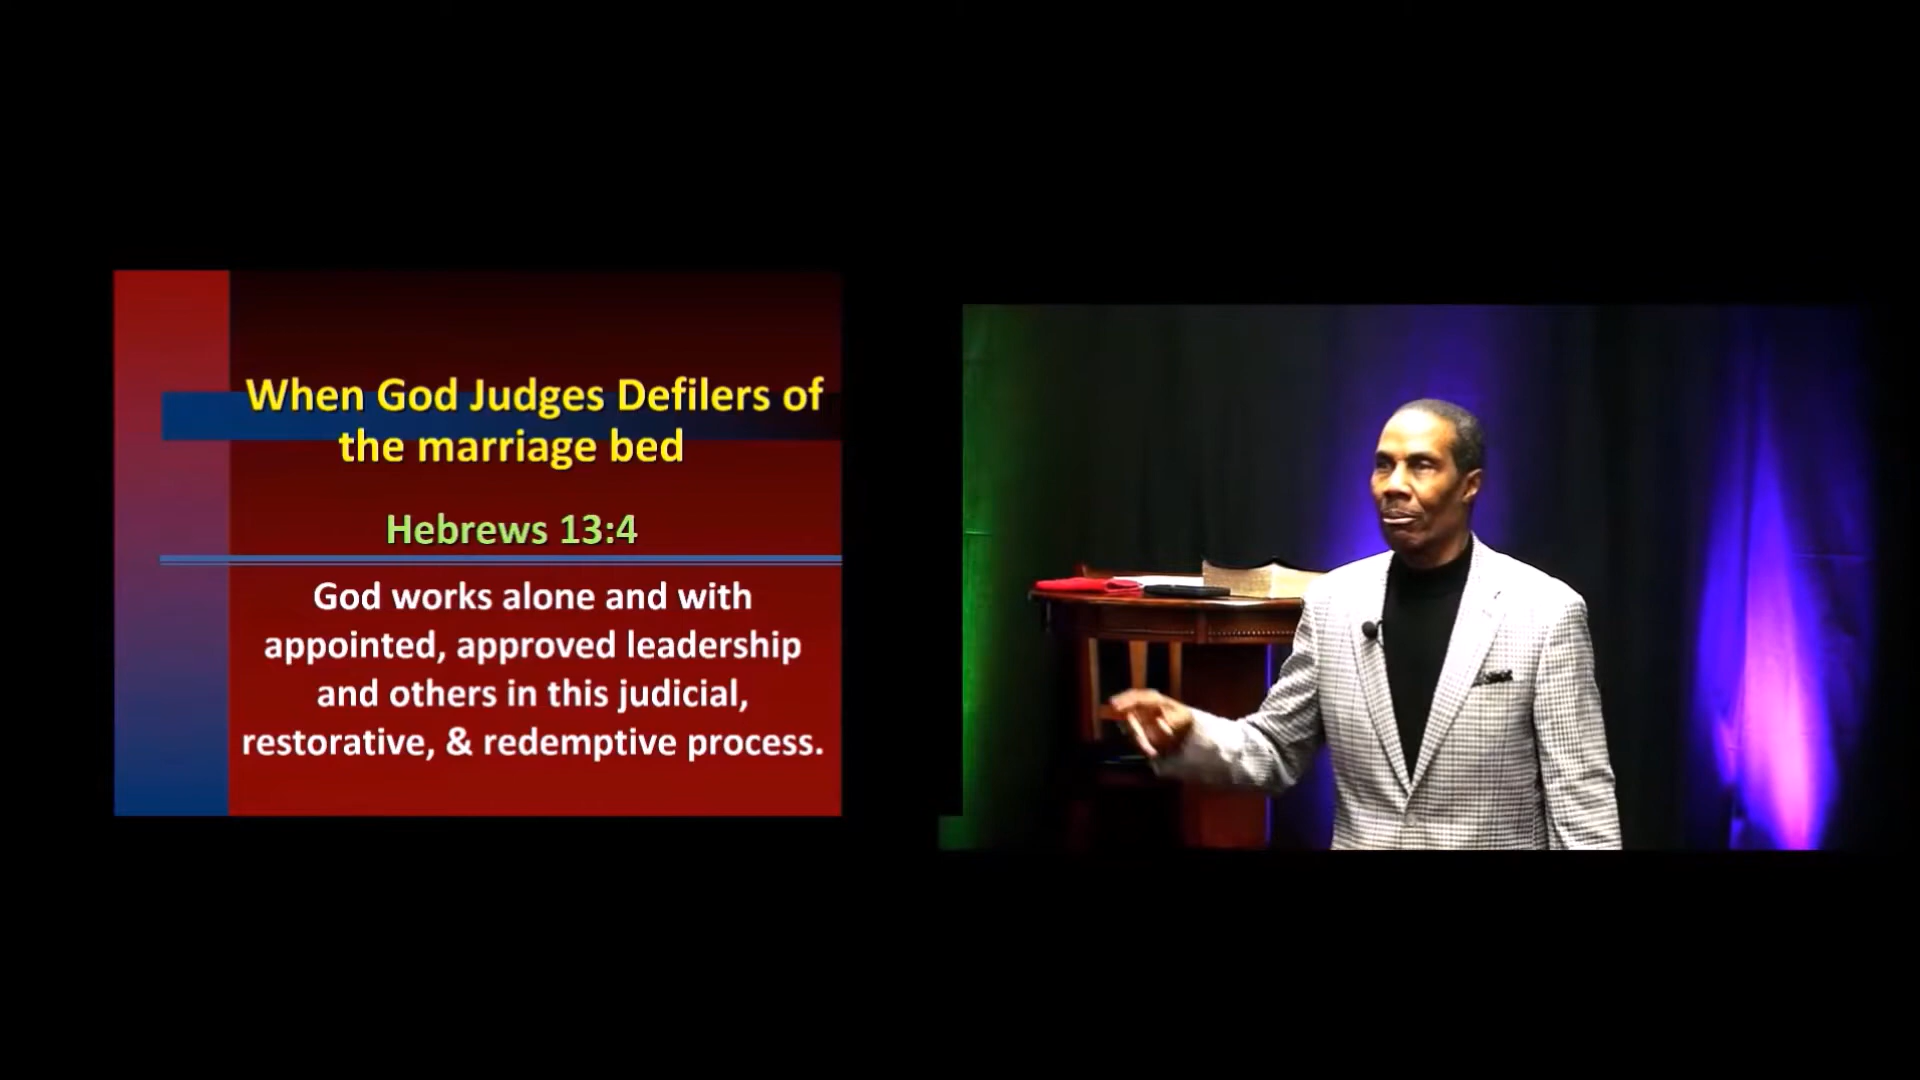 When God Judges Defilers of
the marriage bed
Hebrews 13:4
God works alone and with
appointed, approved leadership
and others in this judicial,
restorative, & redemptive process.